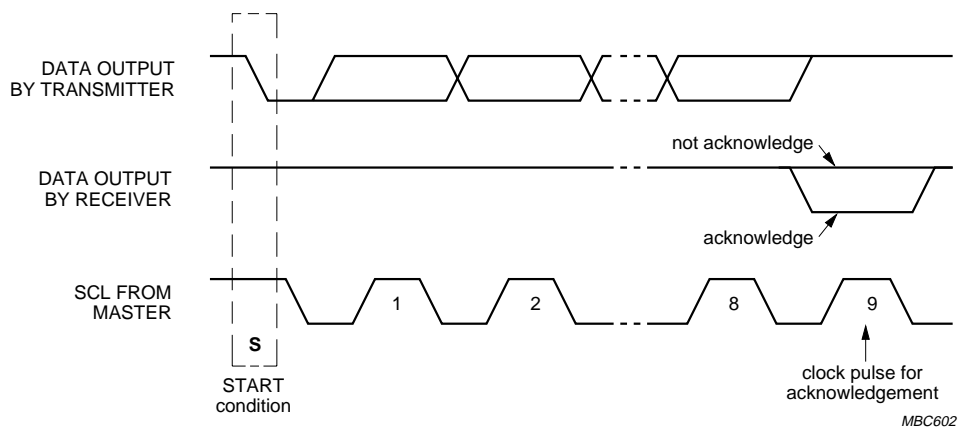 DATA OUTPUT
BY TRANSMITTER
not acknowledge
DATA OUTPUT
BY RECEIVER
acknowledge
SCL FROM
MASTER
1
2
8
9
S
START
condition
clock pulse for
acknowledgement
MBC602